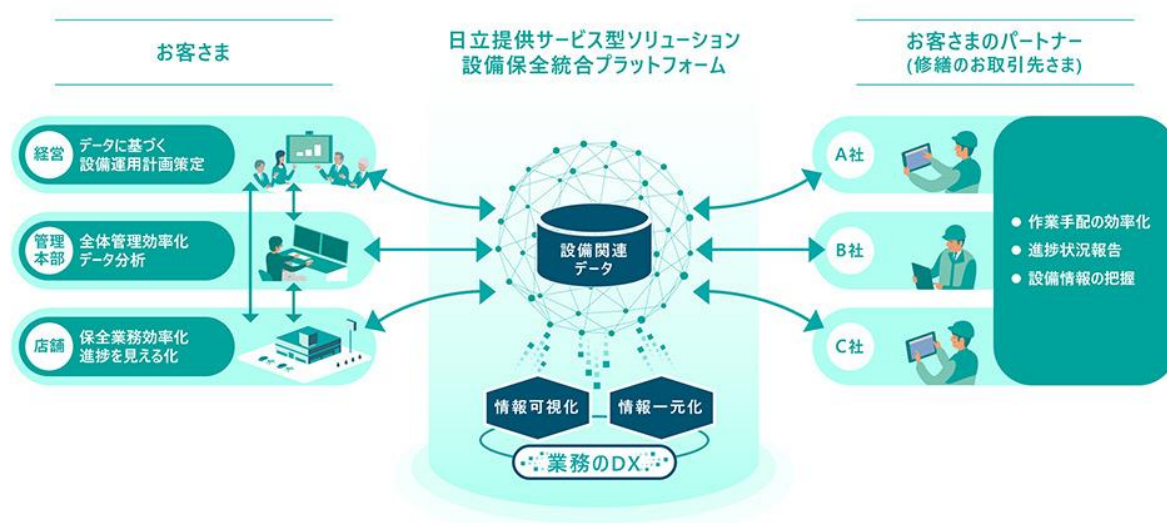 お客さま
経営
データに基づく
設備運用計画策定
管理
本部
全体管理効率化
データ分析
店舗
保全業務効率化
進捗を見える化
日立提供サービス型ソリューション
設備保全統合プラットフォーム
設備関連
データ
情報可視化
情報一元化
業務のDX
お客さまのパートナー
(修繕のお取引先さま)
A社
B社
C社
● 作業手配の効率化
● 進捗状況報告
● 設備情報の把握